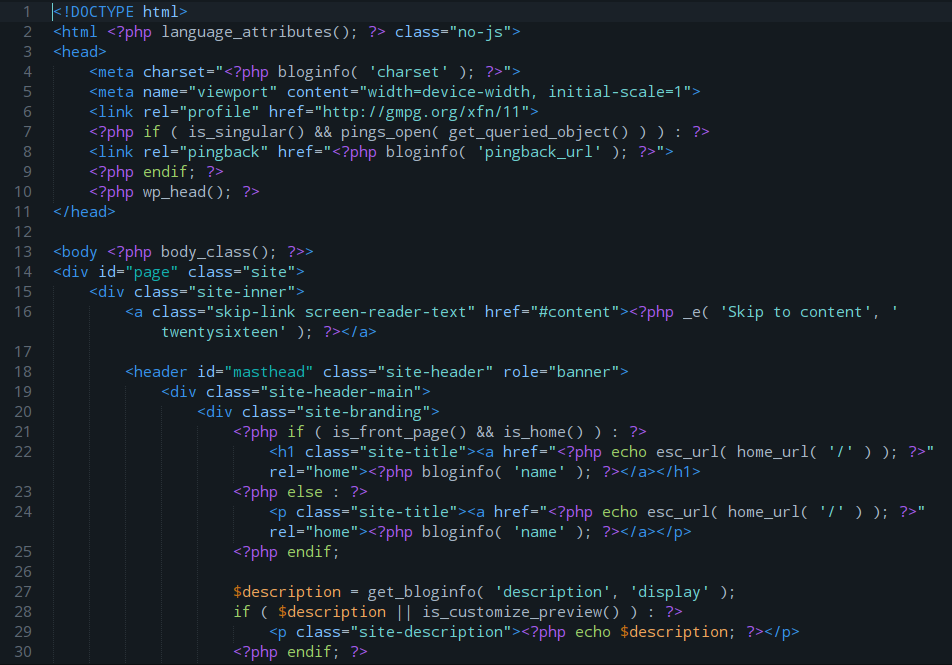 1 <!DOCTYPE html>
2 <html <?php language_attributes(); ?> class="no-js">
3 <head>
4     <meta charset="<?php bloginfo( 'charset' ); ?>">
5     <meta name="viewport" content="width=device-width, initial-scale=1">
6     <link rel="profile" href="http://gmpg.org/xfn/11">
7     <?php if ( is_singular() && pings_open( get_queried_object() ) ) : ?>
8     <link rel="pingback" href="<?php bloginfo( 'pingback_url' ); ?>">
9     <?php endif; ?>
10     <?php wp_head(); ?>
11 </head>
12
13 <body <?php body_class(); ?>>
14 <div id="page" class="site">
15     <div class="site-inner">
16         <a class="skip-link screen-reader-text" href="#content"><?php _e( 'Skip to content', '
            twentysixteen' ); ?></a>
17
18         <header id="masthead" class="site-header" role="banner">
19             <div class="site-header-main">
20                 <div class="site-branding">
21                     <?php if ( is_front_page() && is_home() ) : ?>
22                         <h1 class="site-title"><a href="<?php echo esc_url( home_url( '/' ) ); ?>"
                        rel="home"><?php bloginfo( 'name' ); ?></a></h1>
23                     <?php else : ?>
24                         <p class="site-title"><a href="<?php echo esc_url( home_url( '/' ) ); ?>"
                        rel="home"><?php bloginfo( 'name' ); ?></a></p>
25                     <?php endif;
26
27                     $description = get_bloginfo( 'description', 'display' );
28                     if ( $description || is_customize_preview() ) : ?>
29                         <p class="site-description"><?php echo $description; ?></p>
30                     <?php endif; ?>